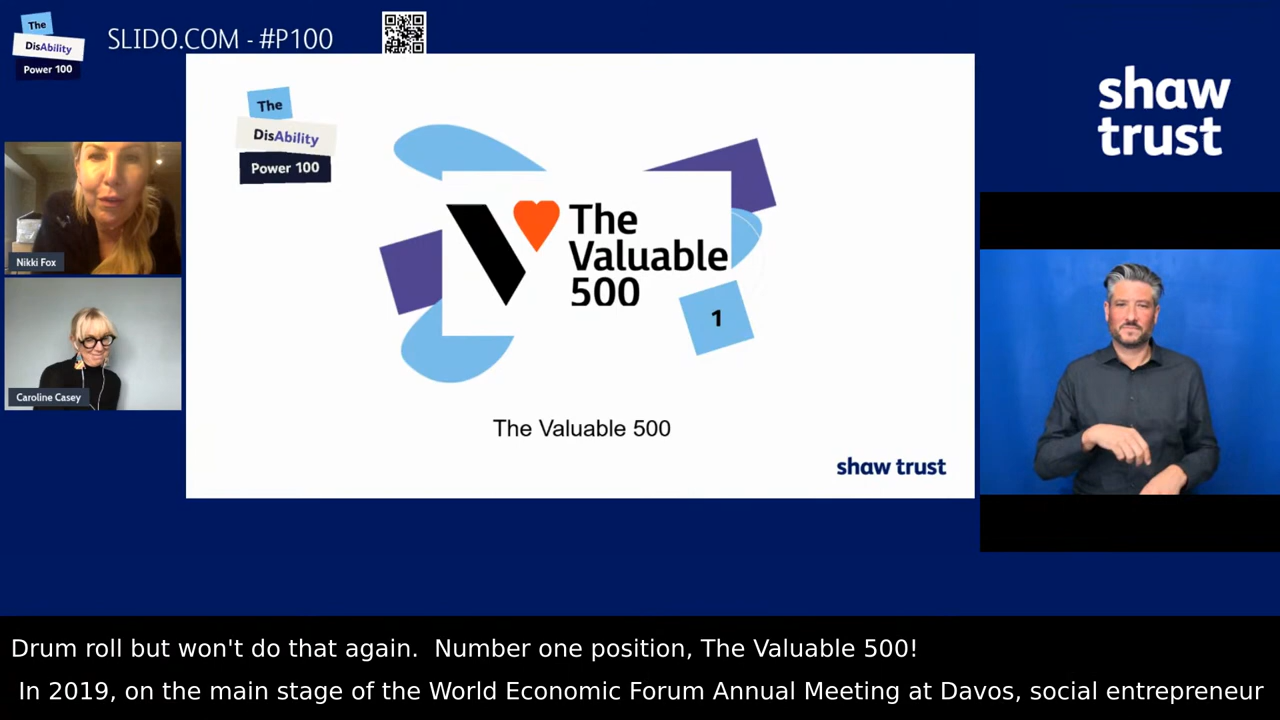 The
DisAbility
Power 100
SLIDO.COM - #P100
shaw
trust
The
DisAbility
Power 100
The
Valuable
500
1
The Valuable 500
shaw trust
Nikki Fox
Caroline Casey
Drum roll but won't do that again.  Number one position, The Valuable 500!
In 2019, on the main stage of the World Economic Forum Annual Meeting at Davos, social entrepreneur